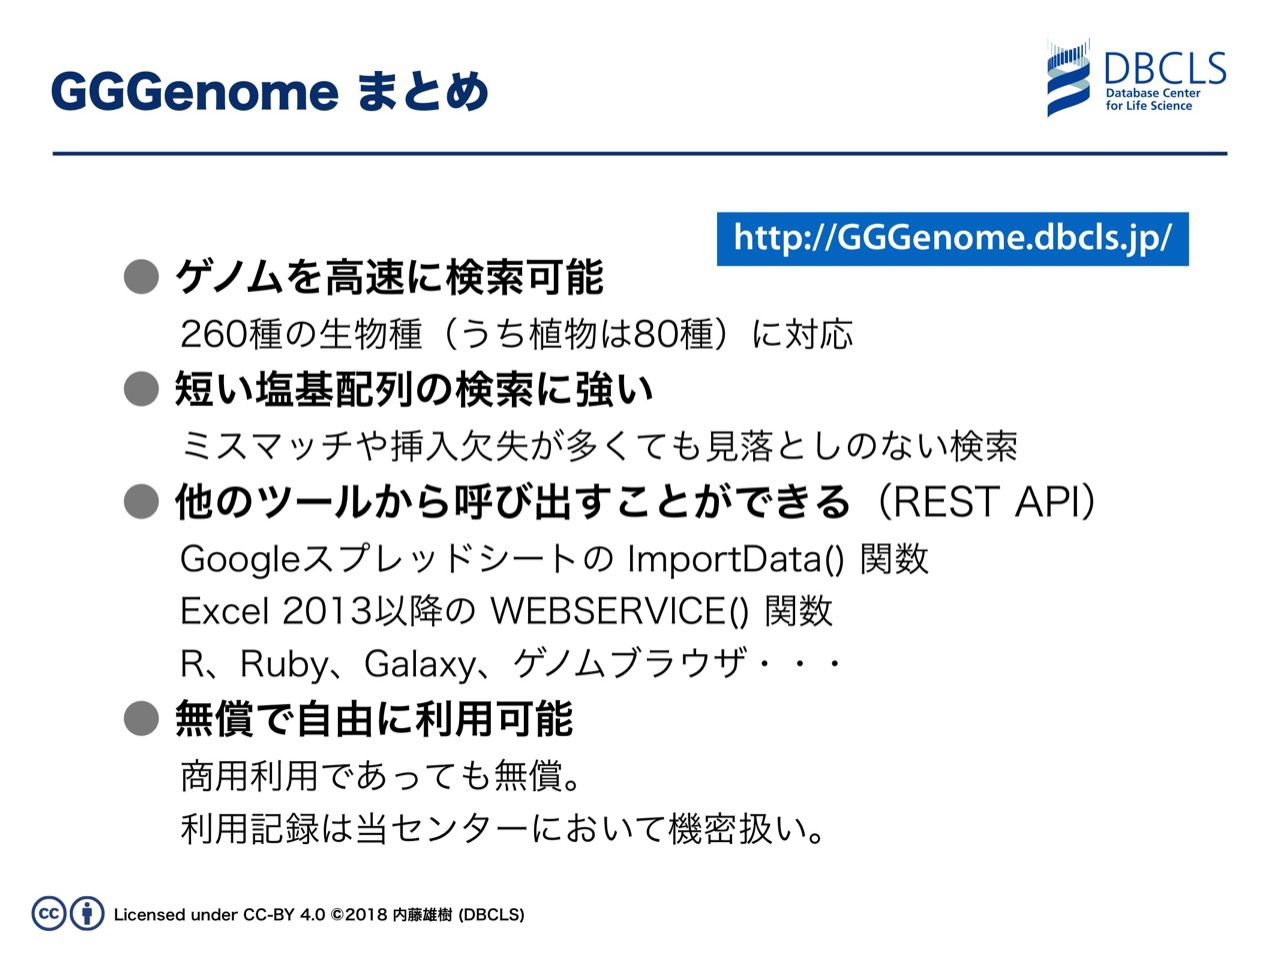 GGGenome まとめ
DBCLS
Database Center
for Life Science
http://GGGenome.dbcls.jp/
● ゲノムを高速に検索可能
260種の生物種（うち植物は80種）に対応
● 短い塩基配列の検索に強い
ミスマッチや挿入欠失が多くても見落としのない検索
● 他のツールから呼び出すことができる（REST API）
Googleスプレッドシートの ImportData() 関数
Excel 2013以降の WEBSERVICE() 関数
R、Ruby、Galaxy、ゲノムブラウザ・・・
● 無償で自由に利用可能
商用利用であっても無償。
利用記録は当センターにおいて機密扱い。
cc Licensed under CC-BY 4.0 ©2018 内藤雄樹 (DBCLS)